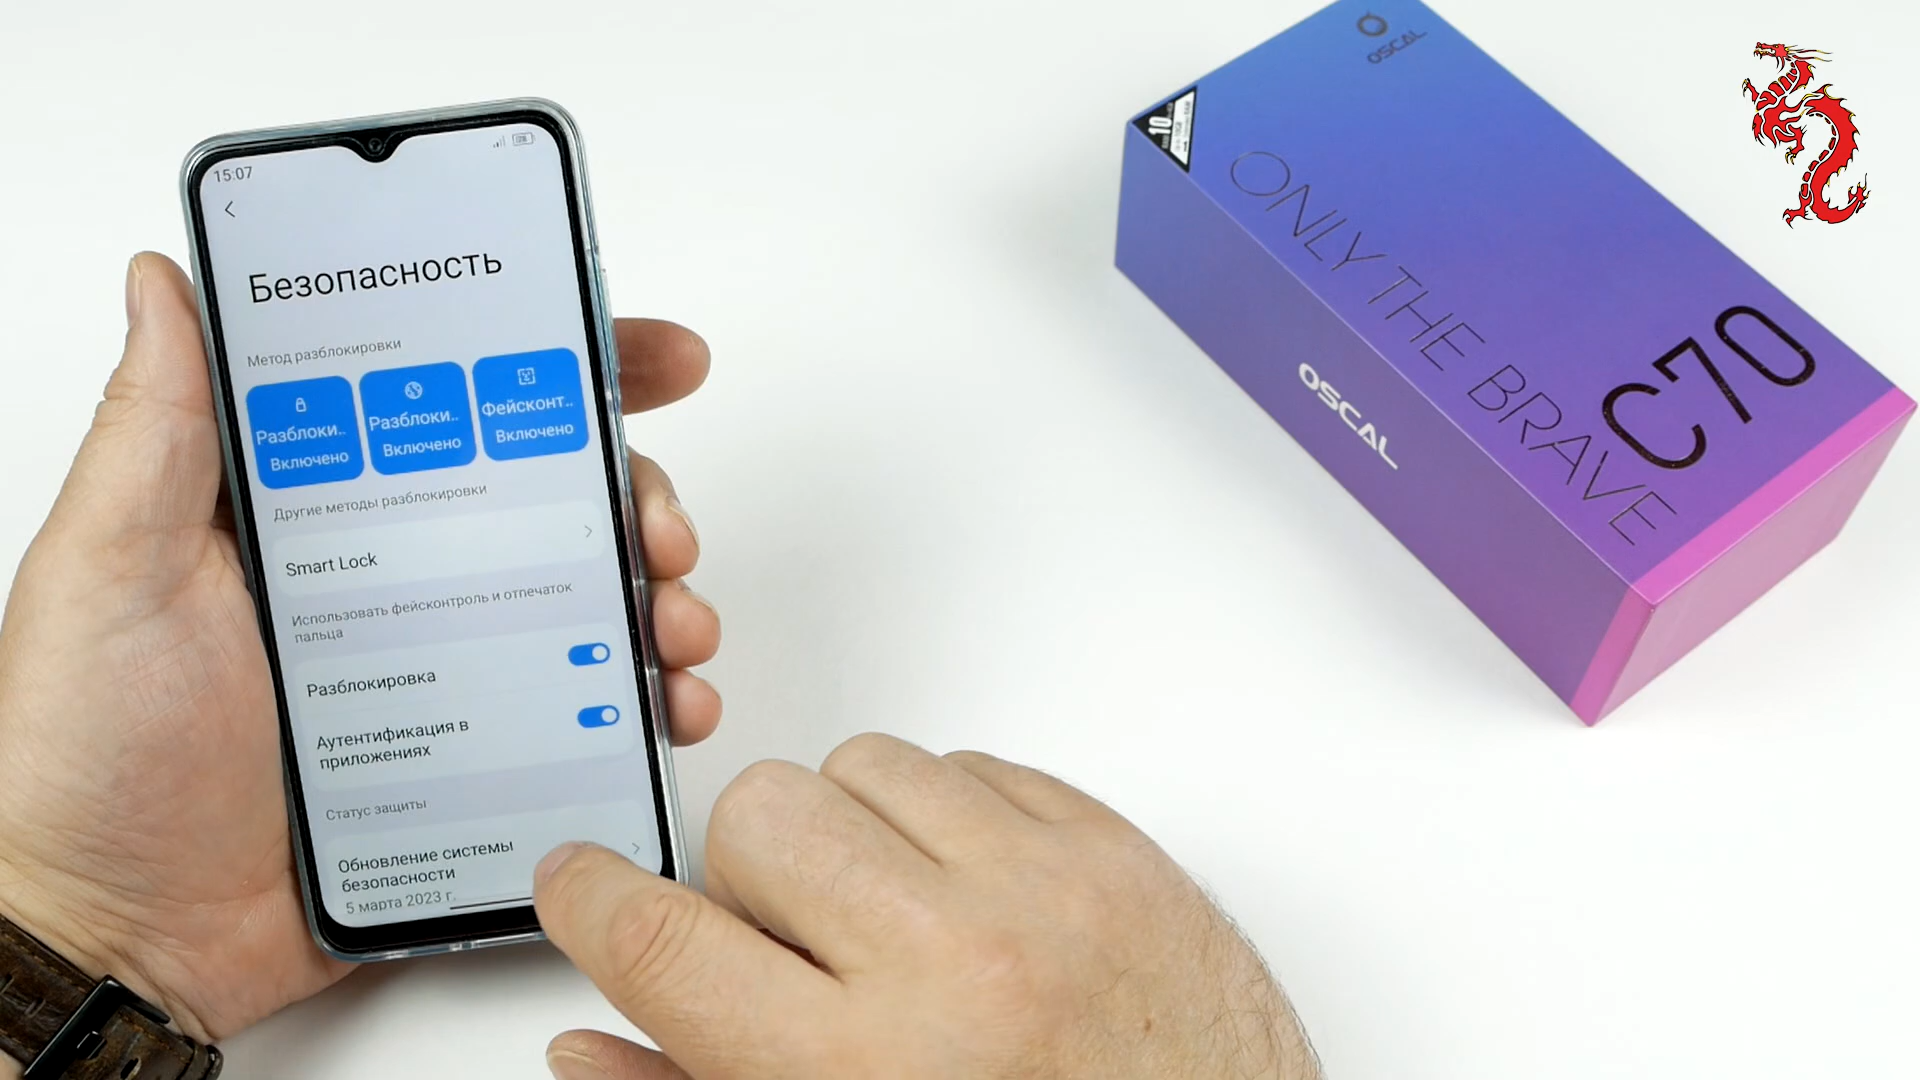 15:07
Безопасность
Метод разблокировки
Разблоки..
Включено
Разблоки..
Включено
Фейсконт..
Включено
Другие методы разблокировки
Smart Lock
Использовать фейсконтроль и отпечаток
пальца
Разблокировка
Аутентификация в
приложениях
Статус защиты
Обновление системы
безопасности
5 марта 2023 г.
OSCAL
10
ONLY THE BRAVE
C70
OSCAL